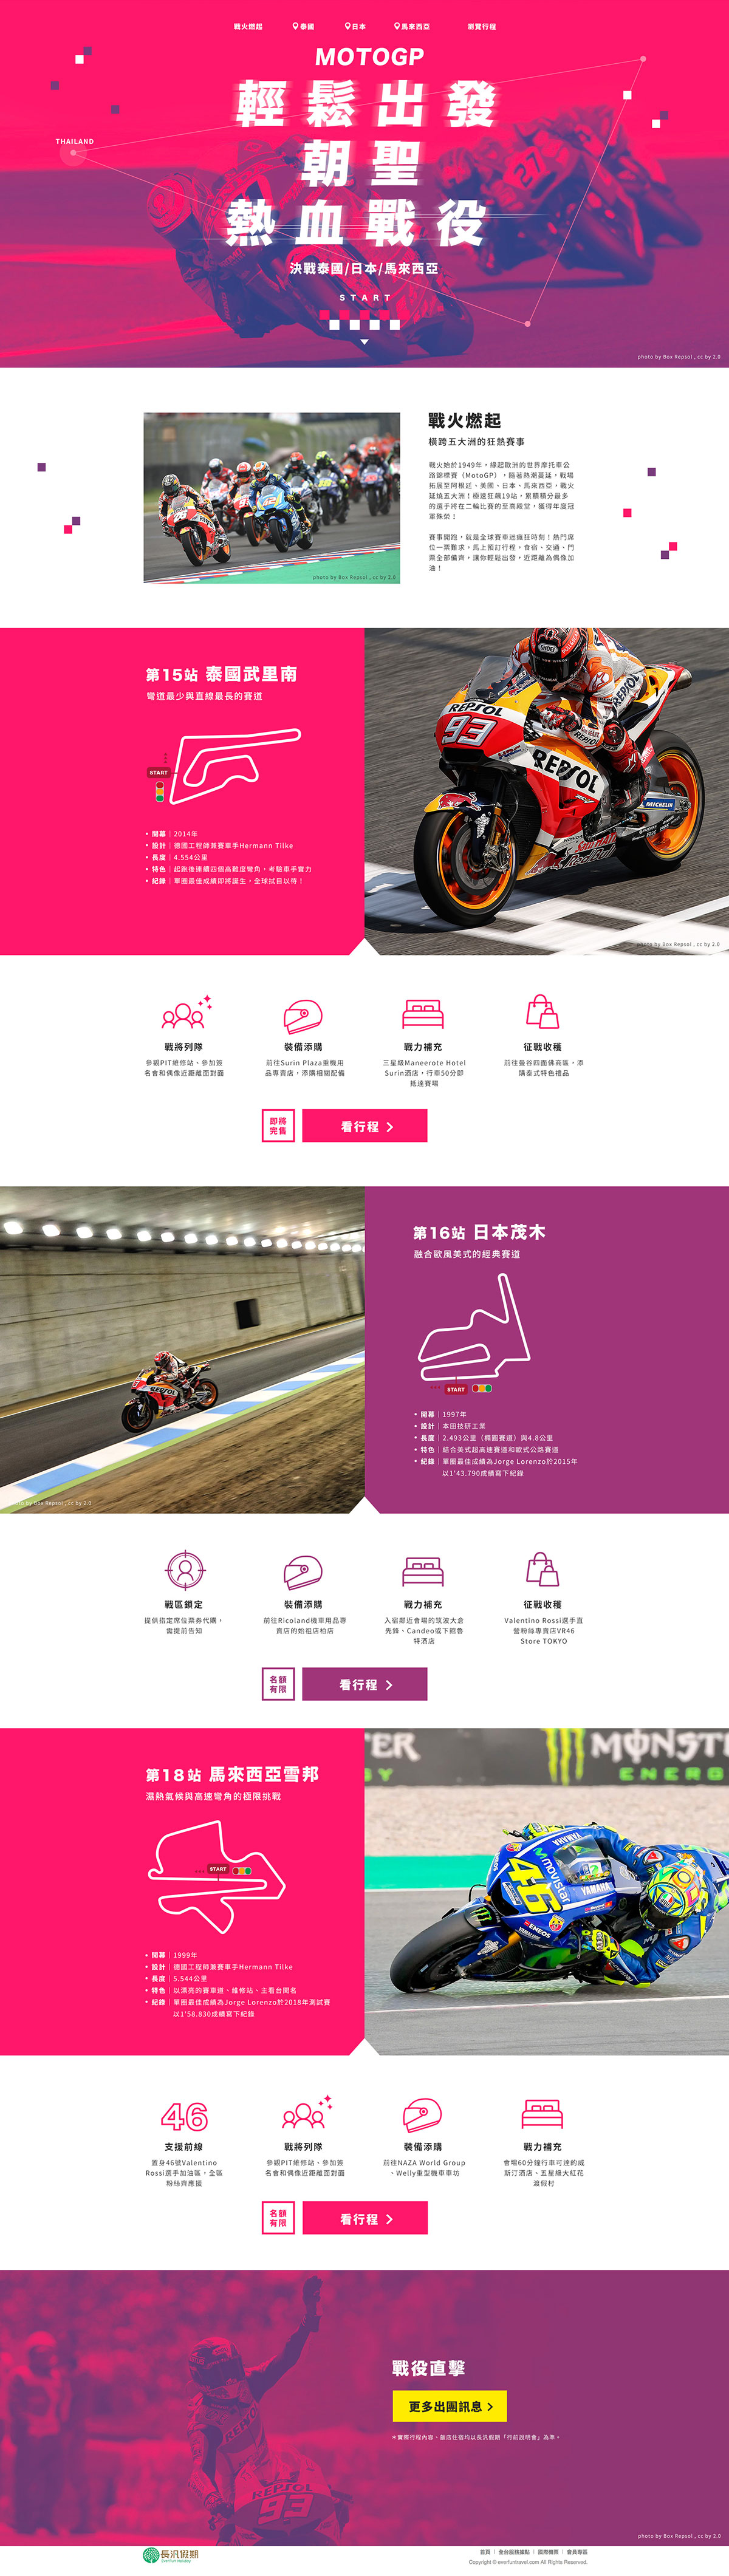 戰火燃起 泰國 日本 馬來西亞 瀏覽行程
MOTOGP
輕鬆出發
朝聖
熱血戰役
THAILAND
決戰泰國/日本/馬來西亞
START
photo by Box Repsol , cc by 2.0
戰火燃起
橫跨五大洲的狂熱賽事
戰火始於1949年，緣起歐洲的世界摩托車公
路錦標賽（MotoGP），隨著熱潮蔓延，戰場
拓展至阿根廷、美國、日本、馬來西亞，戰火
延燒五大洲！極速狂飆19站，累積積分最多
的選手將在二輪比賽的至高殿堂，獲得年度冠
軍殊榮！
賽事開跑，就是全球賽車迷瘋狂時刻！熱門席
位一票難求，馬上預訂行程，食宿、交通、門
票全部備齊，讓你輕鬆出發，近距離為偶像加
油！
photo by Box Repsol , cc by 2.0
第15站 泰國武里南
彎道最少與直線最長的賽道
START
• 開幕｜2014年
• 設計｜德國工程師兼賽車手Hermann Tilke
• 長度｜4.554公里
• 特色｜起跑後連續四個高難度彎角，考驗車手實力
• 紀錄｜單圈最佳成績即將誕生，全球拭目以待！
SHOEI
REPSOL
93
HRC
REPSOL
REPSOL
MICHELIN
Red Bull
photo by Box Repsol , cc by 2.0
戰將列隊
參觀PIT維修站、參加簽
名會和偶像近距離面對面
裝備添購
前往Surin Plaza重機用
品專賣店，添購相關配備
戰力補充
三星級Maneerote Hotel
Surin酒店，行車50分即
抵達賽場
征戰收穫
前往曼谷四面佛商區，添
購泰式特色禮品
即將
完售
看行程
第16站 日本茂木
融合歐風美式的經典賽道
START
• 開幕｜1997年
• 設計｜本田技研工業
• 長度｜2.493公里（橢圓賽道）與4.8公里
• 特色｜結合美式超高速賽道和歐式公路賽道
• 紀錄｜單圈最佳成績為Jorge Lorenzo於2015年
以1'43.790成績寫下紀錄
REPSOL
photo by Box Repsol , cc by 2.0
戰區鎖定
提供指定席位票券代購，
需提前告知
裝備添購
前往Ricoland機車用品專
賣店的始祖店柏店
戰力補充
入宿鄰近會場的筑波大倉
先鋒、Candeo或下館魯
特酒店
征戰收穫
Valentino Rossi選手直
營粉絲專賣店VR46
Store TOKYO
名額
有限
看行程
第18站 馬來西亞雪邦
濕熱氣候與高速彎角的極限挑戰
START
• 開幕｜1999年
• 設計｜德國工程師兼賽車手Hermann Tilke
• 長度｜5.544公里
• 特色｜以漂亮的賽車道、維修站、主看台聞名
• 紀錄｜單圈最佳成績為Jorge Lorenzo於2018年測試賽
以1'58.830成績寫下紀錄
MONSTER
ENERGY
YAMAHA
movistar
46
YAMAHA
ENEOS
46
支援前線
置身46號Valentino
Rossi選手加油區，全區
粉絲齊應援
戰將列隊
參觀PIT維修站、參加簽
名會和偶像近距離面對面
裝備添購
前往NAZA World Group
、Welly重型機車車坊
戰力補充
會場60分鐘行車可達的威
斯汀酒店、五星級大紅花
渡假村
名額
有限
看行程
戰役直擊
更多出團訊息
＊實際行程內容、飯店住宿均以長汎假期「行前說明會」為準。
REPSOL
93
photo by Box Repsol , cc by 2.0
長汎假期
首頁 | 全台服務據點 | 國際機票 | 會員專區
Copyright © everfuntravel.com All Rights Reserved.